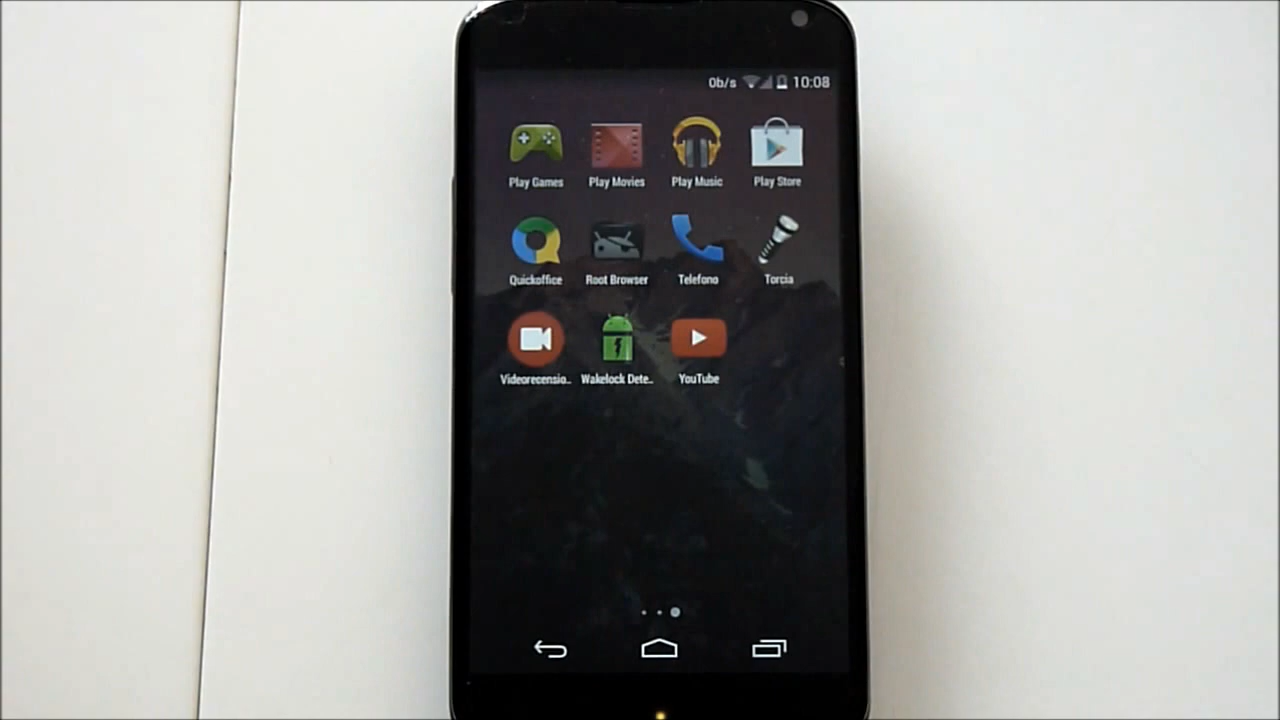 0b/s 10:08
Play Games Play Movies Play Music Play Store
Quickoffice Root Browser Telefono Torcia
Videorecensio.. Wakelock Dete.. YouTube